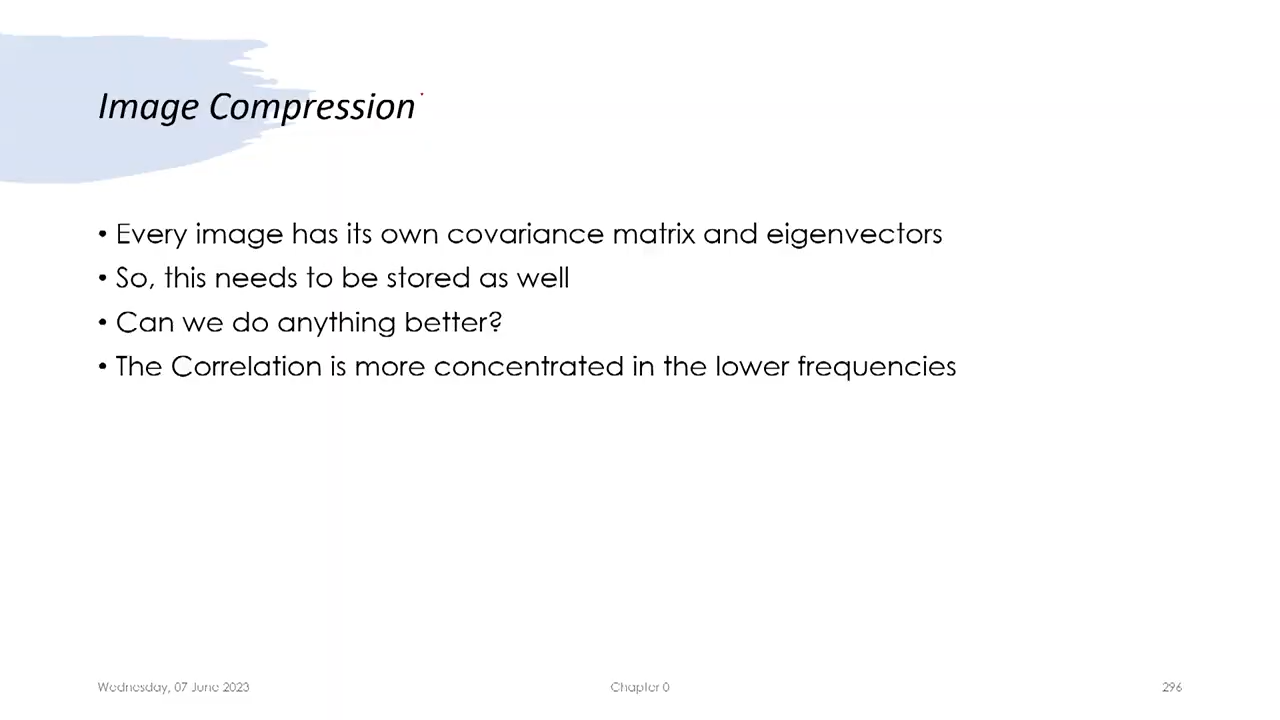 Image Compression
• Every image has its own covariance matrix and eigenvectors
• So, this needs to be stored as well
• Can we do anything better?
• The Correlation is more concentrated in the lower frequencies
Wednesday, 07 June 2023
Chapter 0
296